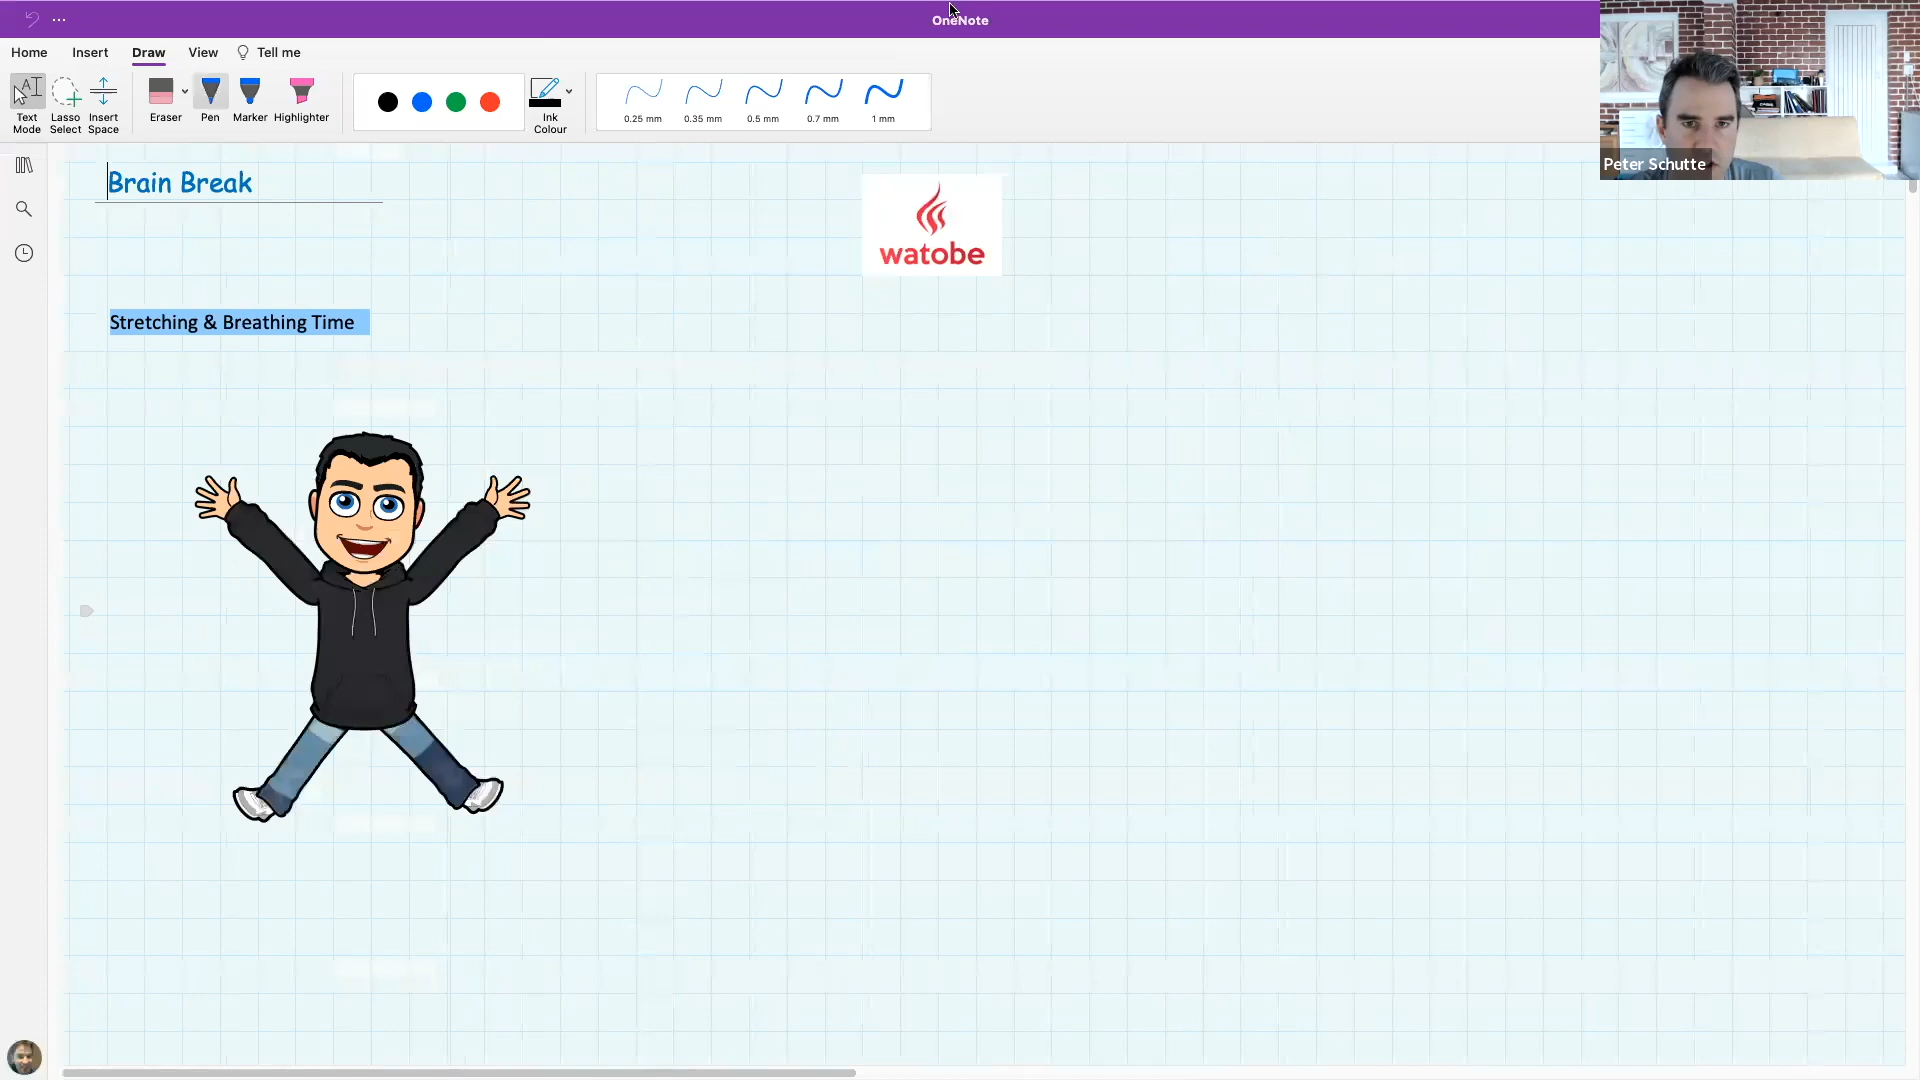 OneNote
Home Insert Draw View Tell me
Text Mode
Lasso Select
Insert Space
Eraser
Pen
Marker
Highlighter
Ink Colour
0.25 mm 0.35 mm 0.5 mm 0.7 mm 1 mm
Peter Schutte
Brain Break
watobe
Stretching & Breathing Time